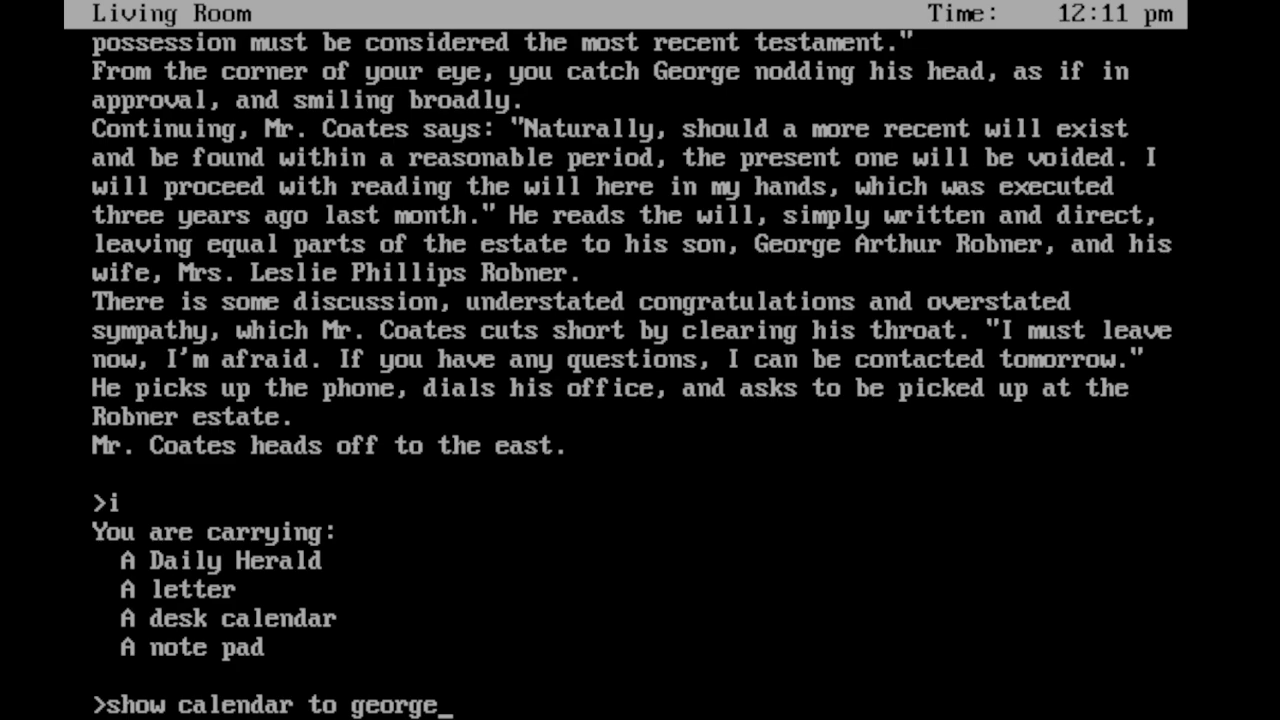 Living Room Time: 12:11 pm
possession must be considered the most recent testament."
From the corner of your eye, you catch George nodding his head, as if in
approval, and smiling broadly.
Continuing, Mr. Coates says: "Naturally, should a more recent will exist
and be found within a reasonable period, the present one will be voided. I
will proceed with reading the will here in my hands, which was executed
three years ago last month." He reads the will, simply written and direct,
leaving equal parts of the estate to his son, George Arthur Robner, and his
wife, Mrs. Leslie Phillips Robner.
There is some discussion, understated congratulations and overstated
sympathy, which Mr. Coates cuts short by clearing his throat. "I must leave
now, I'm afraid. If you have any questions, I can be contacted tomorrow."
He picks up the phone, dials his office, and asks to be picked up at the
Robner estate.
Mr. Coates heads off to the east.
>i
You are carrying:
A Daily Herald
A letter
A desk calendar
A note pad
>show calendar to george_